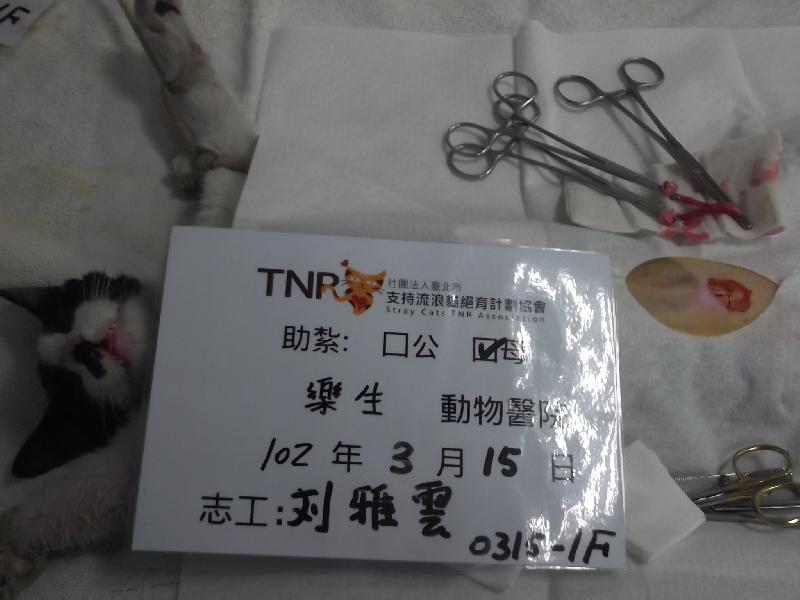 1F
TNR 社團法人臺北市
支持流浪貓絕育計劃協會
Stray Cats TNR Association
助紮: 口公 ☑母
樂生 動物醫院
102 年 3 月 15 日
志工:刘雅雲
0315-1F